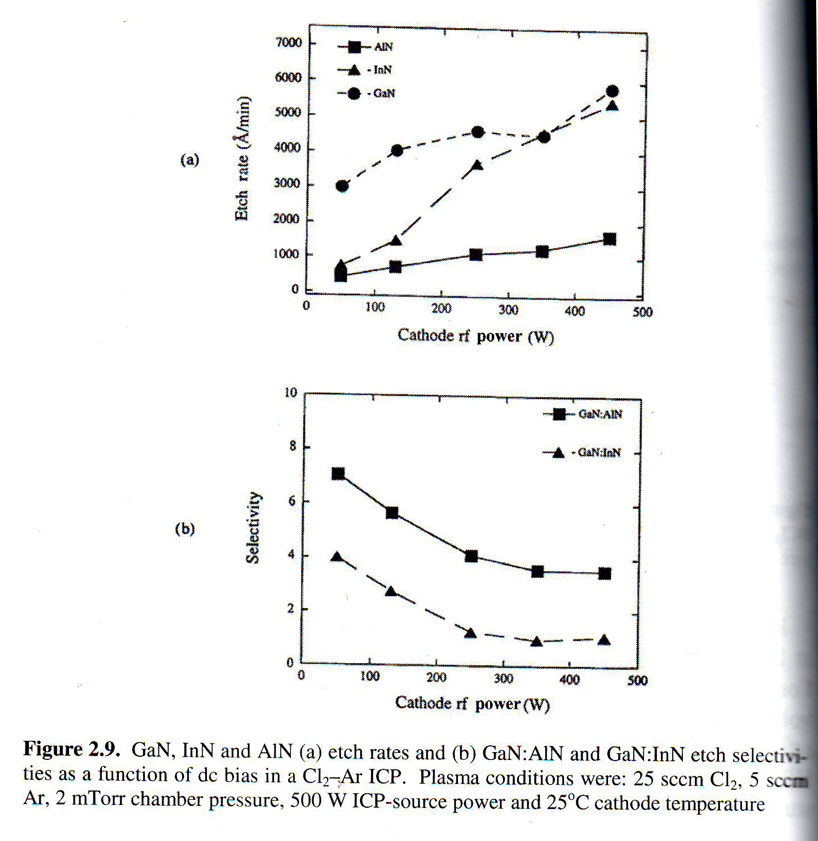 7000
6000
5000
4000
3000
2000
1000
0
AlN
- InN
- GaN
(a)
Etch rate (Å/min)
0 100 200 300 400 500
Cathode rf power (W)
10
8
6
4
2
0
GaN:AlN
- GaN:InN
(b)
Selectivity
0 100 200 300 400 500
Cathode rf power (W)
Figure 2.9. GaN, InN and AlN (a) etch rates and (b) GaN:AlN and GaN:InN etch selectivi-
ties as a function of dc bias in a Cl₂–Ar ICP. Plasma conditions were: 25 sccm Cl₂, 5 sccm
Ar, 2 mTorr chamber pressure, 500 W ICP-source power and 25°C cathode temperature